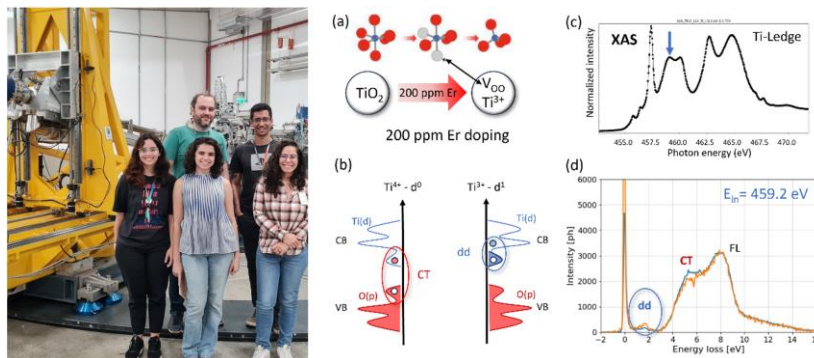 (a)
TiO₂
200 ppm Er
V_OO
Ti³⁺
200 ppm Er doping
(b)
Ti⁴⁺ - d⁰
Ti³⁺ - d¹
Ti(d)
CB
CT
O(p)
VB
Ti(d)
CB
dd
O(p)
VB
(c)
XAS
Ti-Ledge
Normalized intensity
455.0 457.5 460.0 462.5 465.0 467.5 470.0
Photon energy (eV)
(d)
E_in= 459.2 eV
Intensity [ph]
6000
5000
4000
3000
2000
1000
0
CT
FL
dd
−2 0 2 4 6 8 10 12 14
Energy loss [eV]